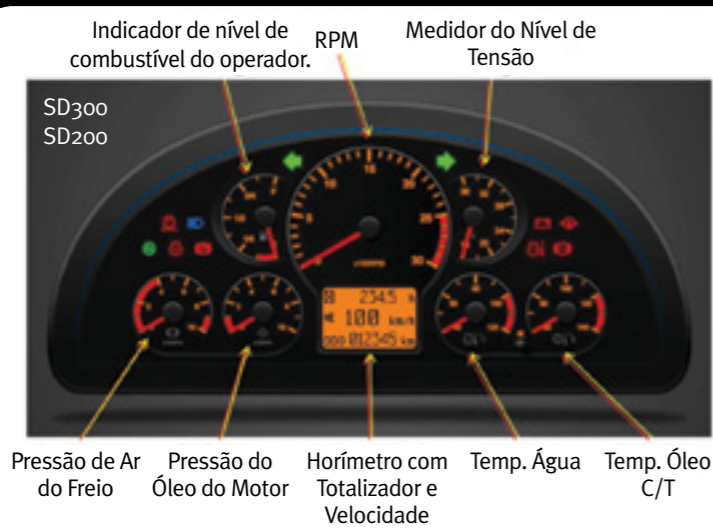 Indicador de nível de
combustível do operador.
RPM
Medidor do Nível de
Tensão
SD300
SD200
234.5 h
100 km/h
ODO 012345 km
Pressão de Ar
do Freio
Pressão do
Óleo do Motor
Horímetro com
Totalizador e
Velocidade
Temp. Água
Temp. Óleo
C/T